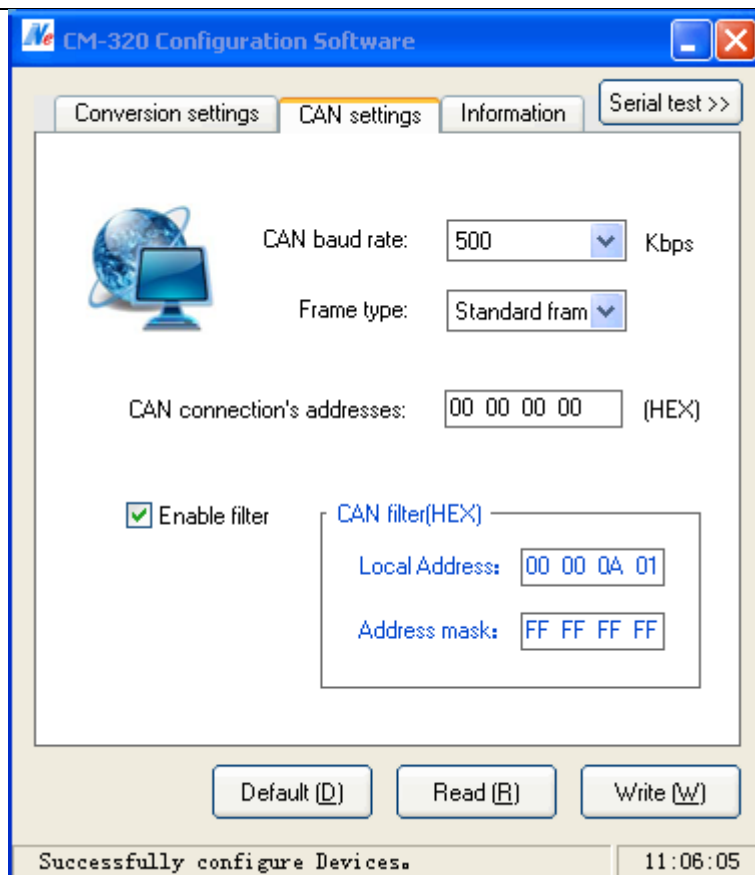 Ne CM-320 Configuration Software
Conversion settings CAN settings Information Serial test >>
CAN baud rate: 500 Kbps
Frame type: Standard fram
CAN connection's addresses: 00 00 00 00 (HEX)
Enable filter CAN filter(HEX)
Local Address: 00 00 0A 01
Address mask: FF FF FF FF
Default (D) Read (R) Write (W)
Successfully configure Devices。 11:06:05